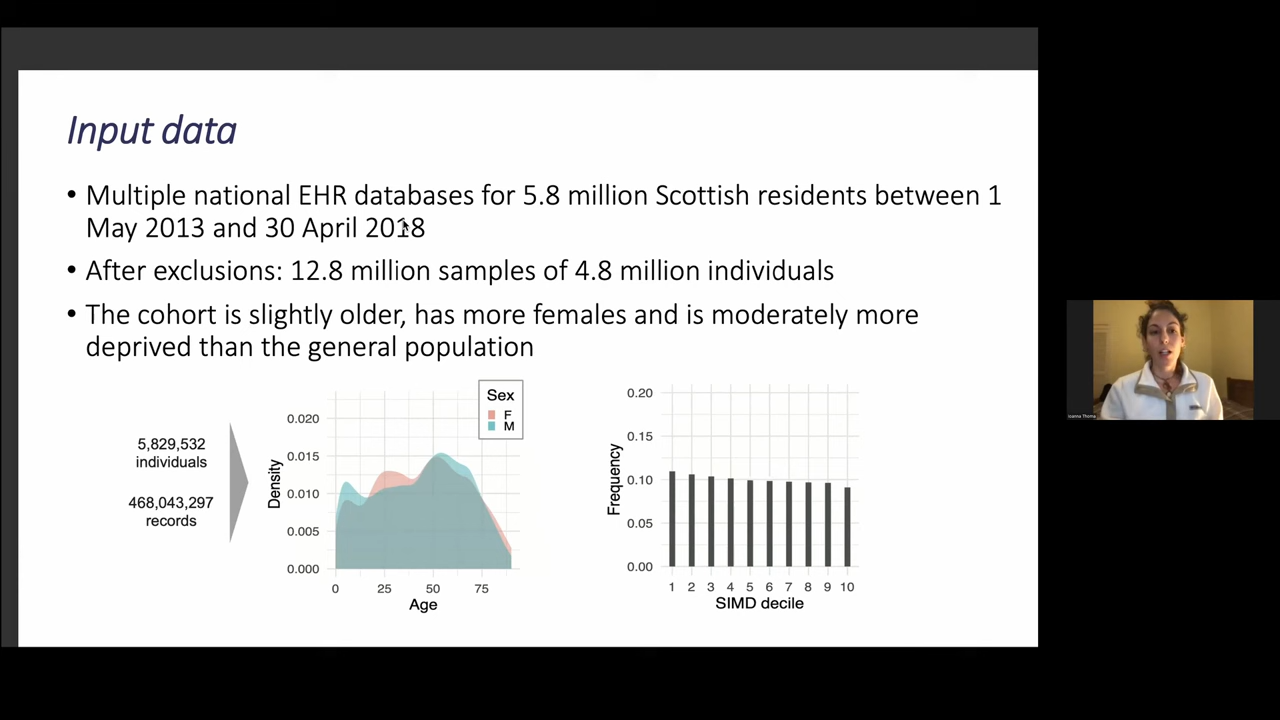 Input data
• Multiple national EHR databases for 5.8 million Scottish residents between 1
May 2013 and 30 April 2018
• After exclusions: 12.8 million samples of 4.8 million individuals
• The cohort is slightly older, has more females and is moderately more
deprived than the general population
5,829,532
individuals
468,043,297
records
Sex
F
M
Density
0.020
0.015
0.010
0.005
0.000
0 25 50 75
Age
Frequency
0.20
0.15
0.10
0.05
0.00
1 2 3 4 5 6 7 8 9 10
SIMD decile